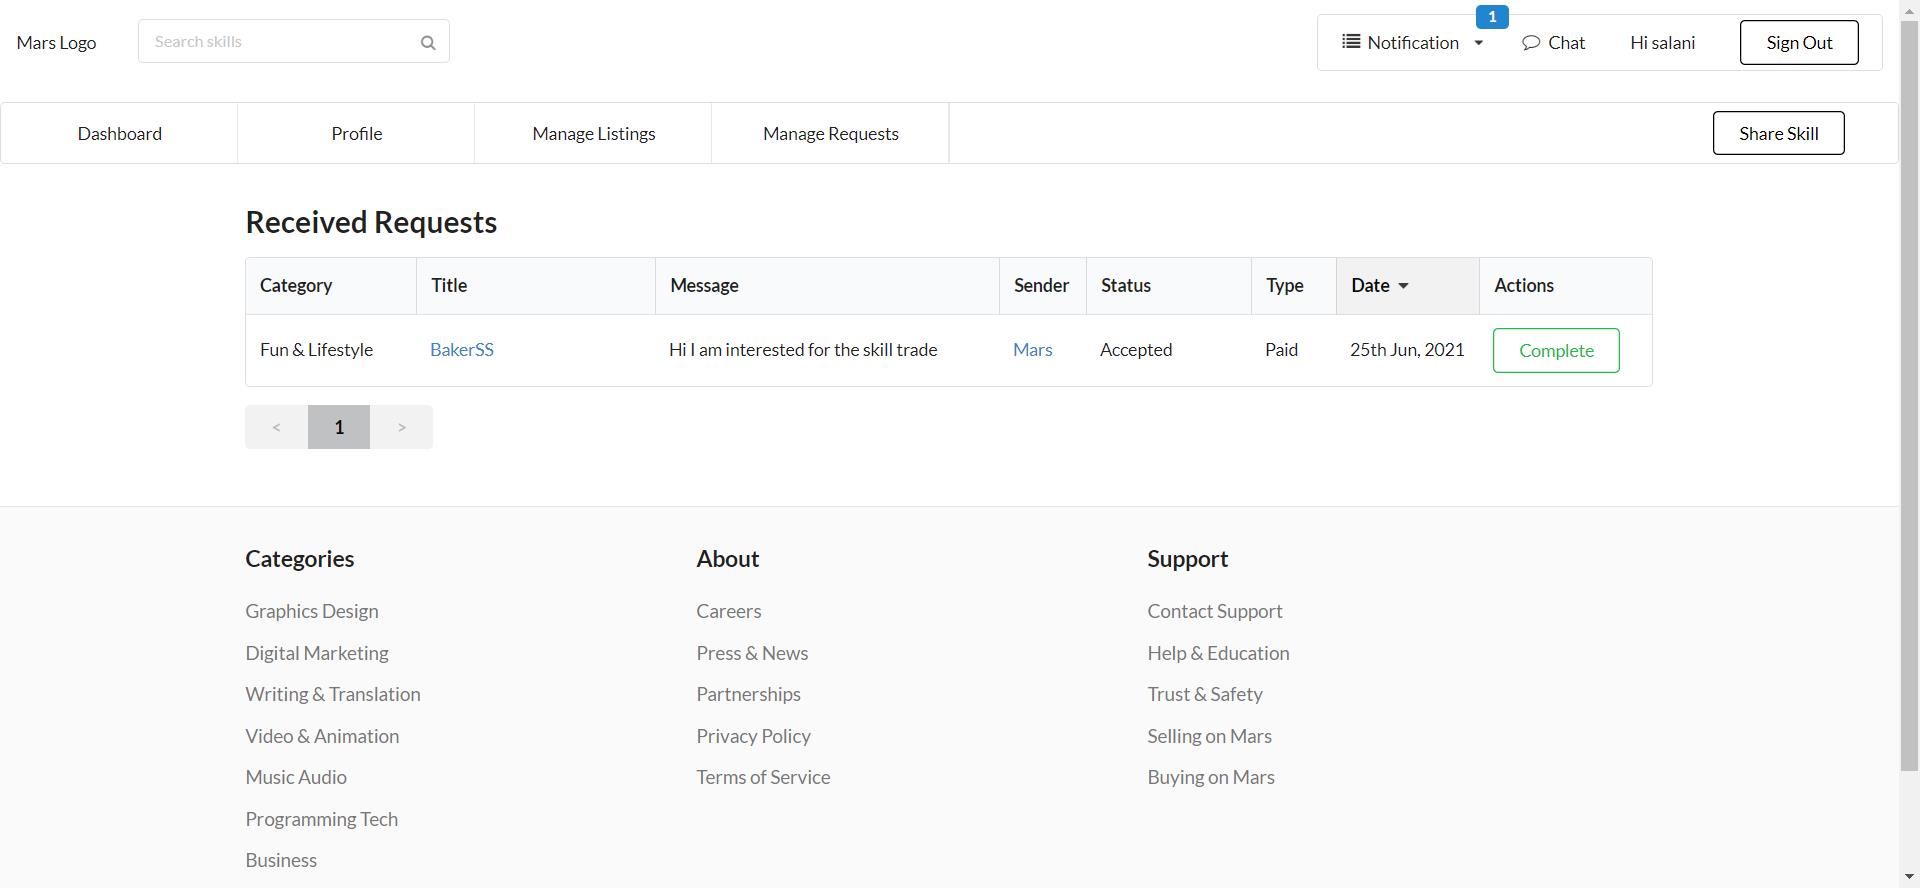 Mars Logo
Search skills
1
Notification
Chat
Hi salani
Sign Out
Dashboard
Profile
Manage Listings
Manage Requests
Share Skill
Received Requests
Category Title Message Sender Status Type Date Actions
Fun & Lifestyle BakerSS Hi I am interested for the skill trade Mars Accepted Paid 25th Jun, 2021 Complete
< 1 >
Categories
Graphics Design
Digital Marketing
Writing & Translation
Video & Animation
Music Audio
Programming Tech
Business
About
Careers
Press & News
Partnerships
Privacy Policy
Terms of Service
Support
Contact Support
Help & Education
Trust & Safety
Selling on Mars
Buying on Mars